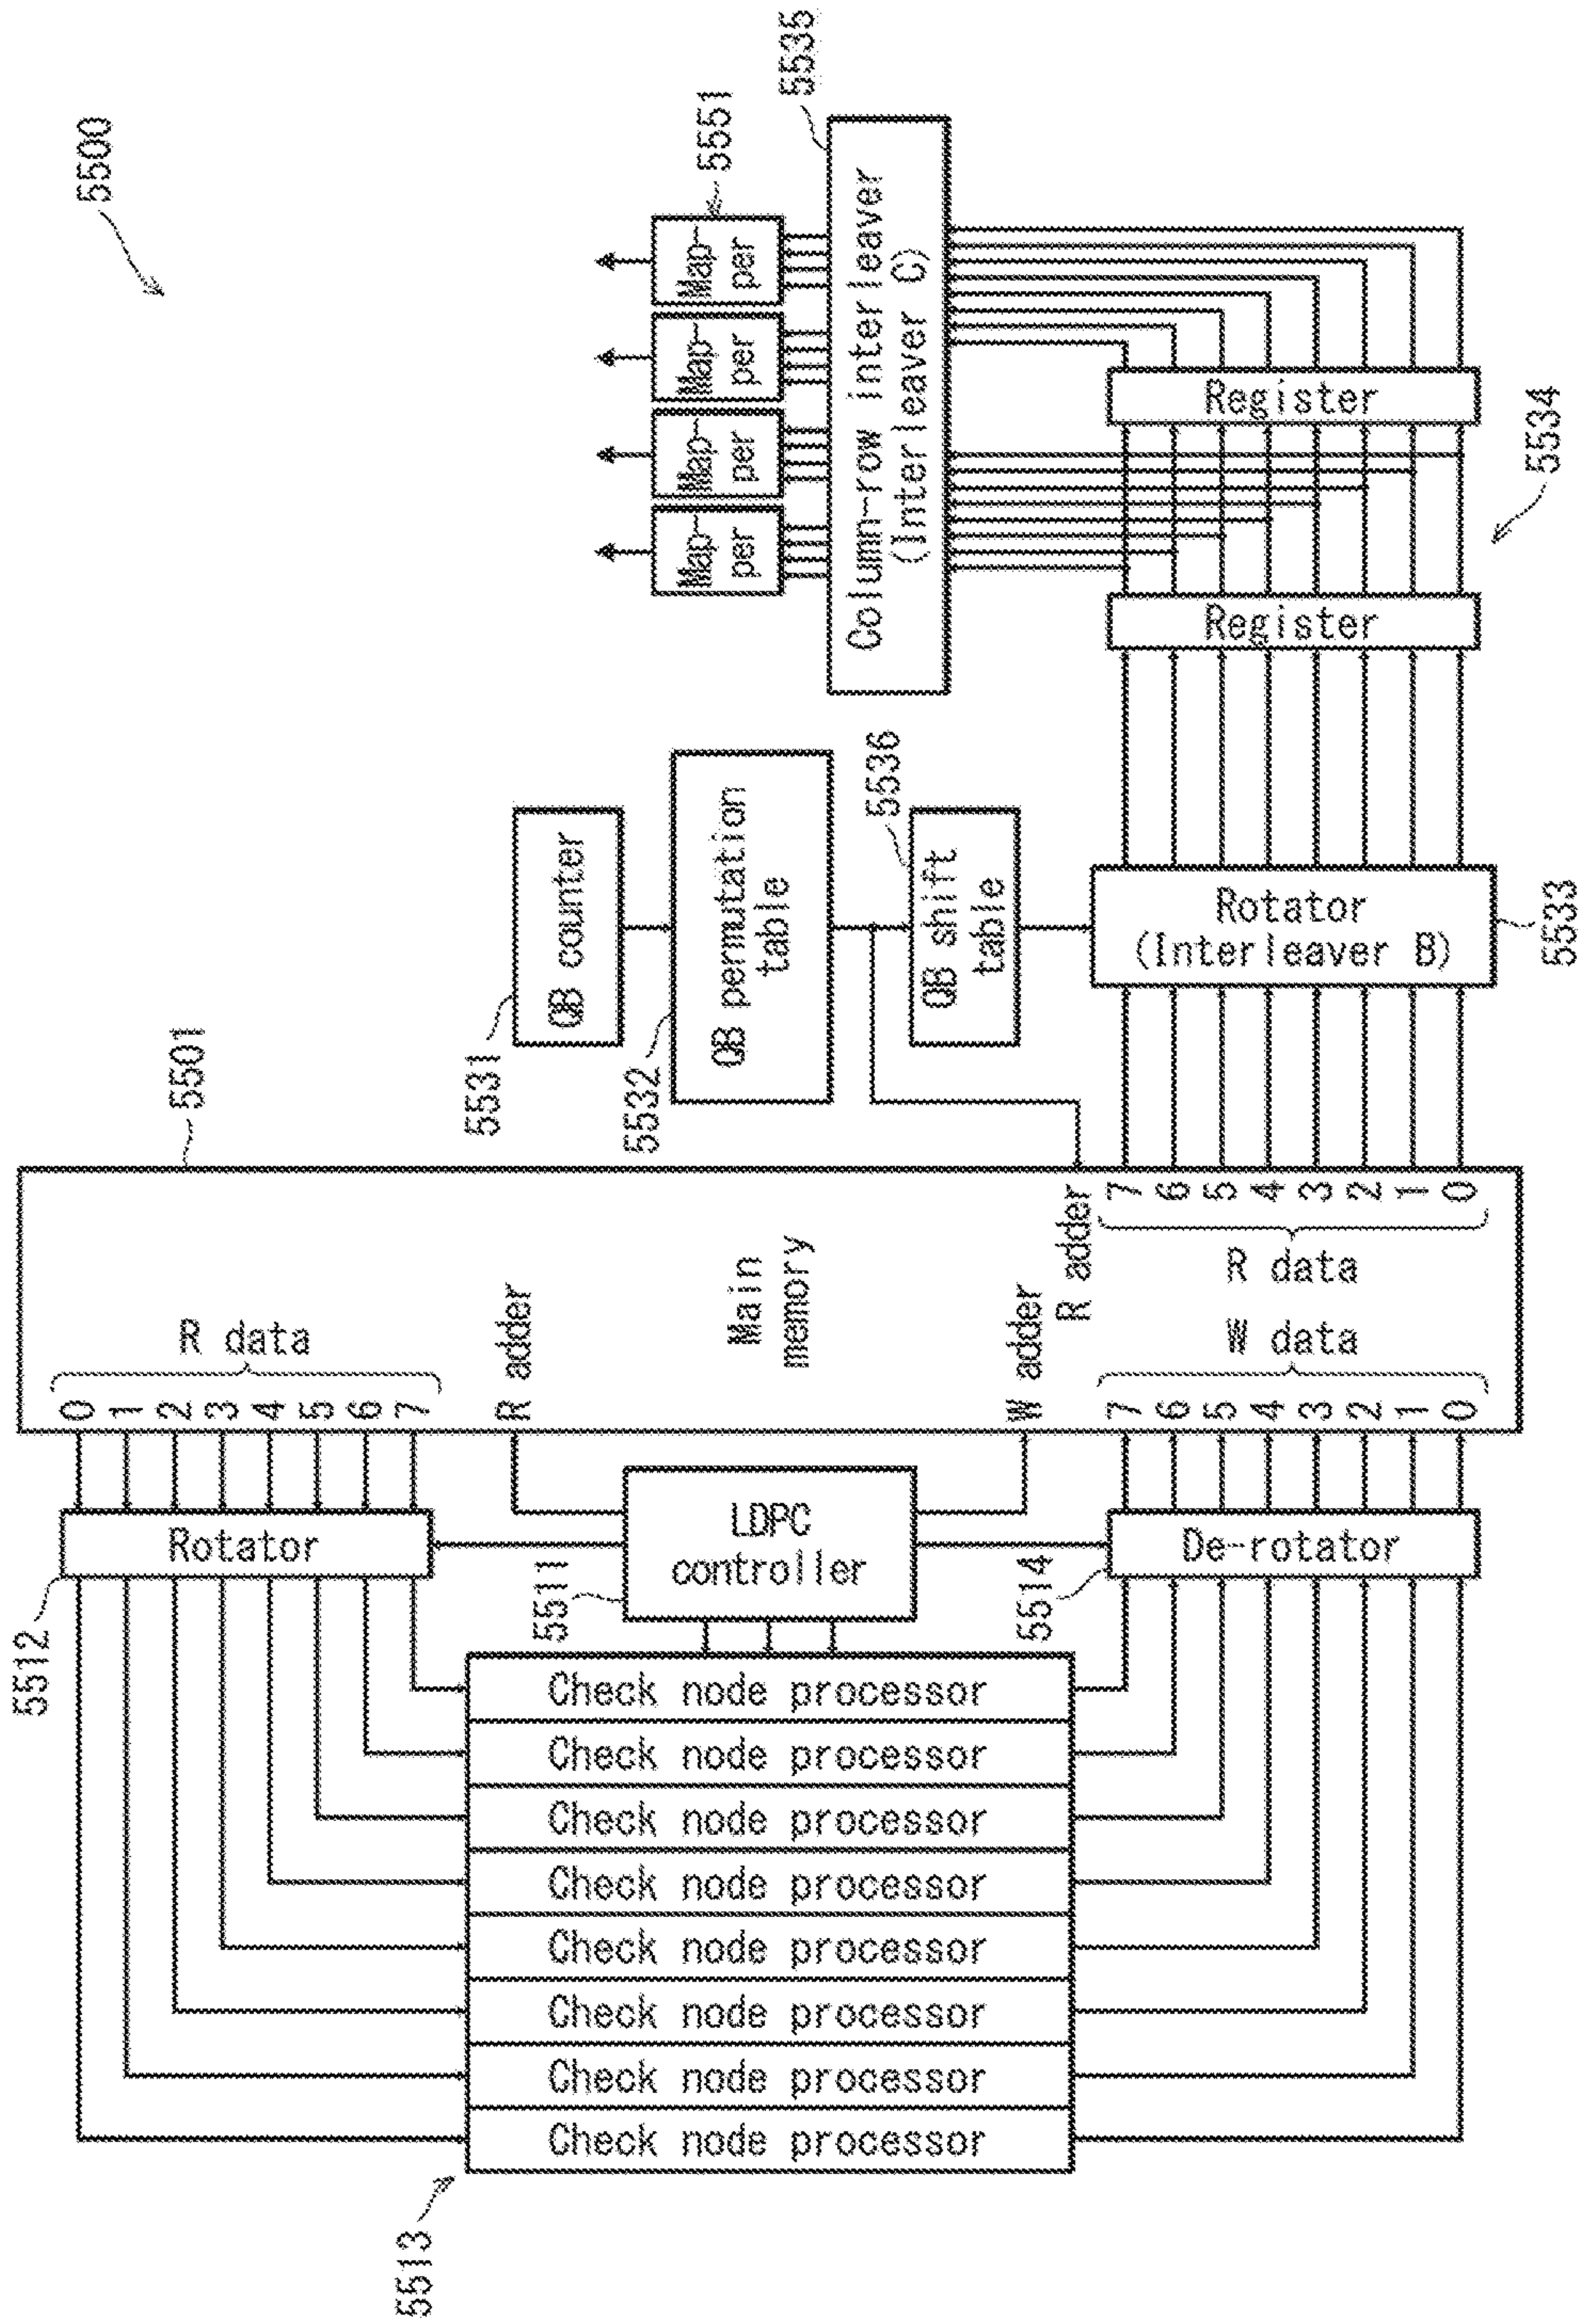 5500
5512
Rotator
R data
0
1
2
3
4
5
6
7
R adder
5501
Main
memory
5511
LDPC
controller
5513
Check node processor
Check node processor
Check node processor
Check node processor
Check node processor
Check node processor
Check node processor
Check node processor
5514
De-rotator
W adder
W data
7
6
5
4
3
2
1
0
R adder
R data
7
6
5
4
3
2
1
0
5531
QB counter
5532
QB permutation
table
5536
QB shift
table
Rotator
(Interleaver B)
5533
Register
Register
5534
Column-row interleaver
(Interleaver C)
5535
Map-
per
Map-
per
Map-
per
Map-
per
5551